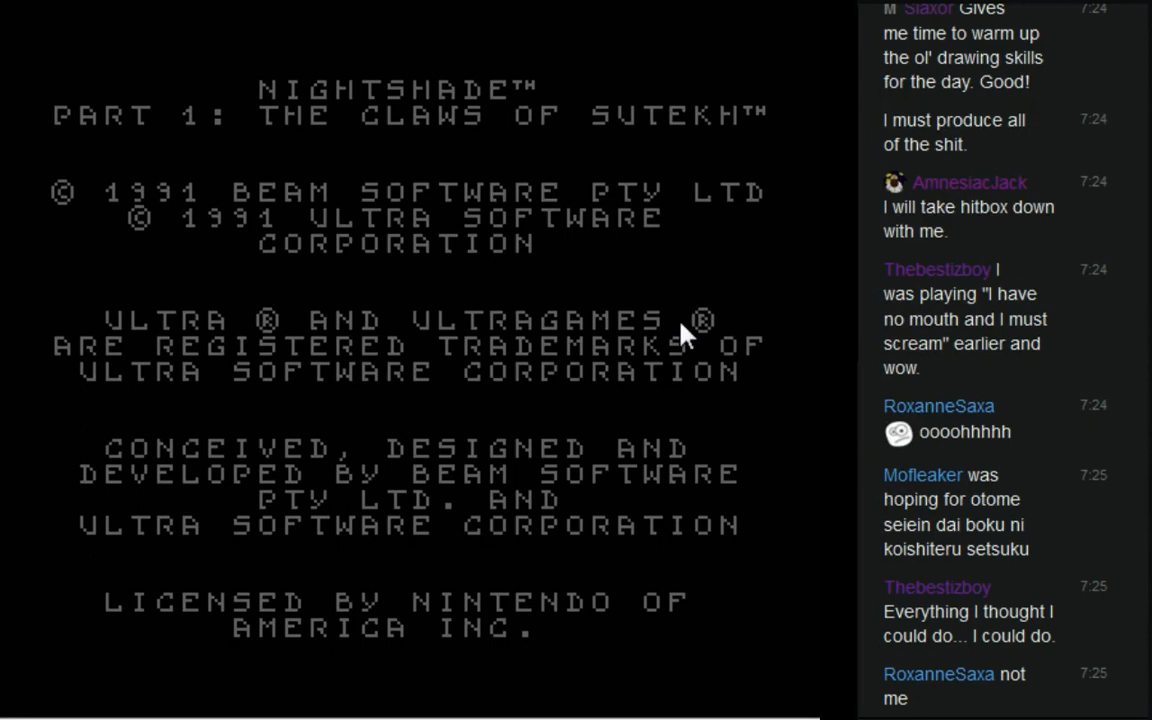 NIGHTSHADE™
PART 1: THE CLAWS OF SUTEKH™
© 1991 BEAM SOFTWARE PTY LTD
© 1991 ULTRA SOFTWARE
CORPORATION
ULTRA ® AND ULTRAGAMES ®
ARE REGISTERED TRADEMARKS OF
ULTRA SOFTWARE CORPORATION
CONCEIVED, DESIGNED AND
DEVELOPED BY BEAM SOFTWARE
PTY LTD. AND
ULTRA SOFTWARE CORPORATION
LICENSED BY NINTENDO OF
AMERICA INC.
M Slaxor Gives 7:24
me time to warm up
the ol' drawing skills
for the day. Good!
I must produce all 7:24
of the shit.
AmnesiacJack 7:24
I will take hitbox down
with me.
Thebestizboy I 7:24
was playing "I have
no mouth and I must
scream" earlier and
wow.
RoxanneSaxa 7:24
oooohhhhh
Mofleaker was 7:25
hoping for otome
seiein dai boku ni
koishiteru setsuku
Thebestizboy 7:25
Everything I thought I
could do... I could do.
RoxanneSaxa not 7:25
me